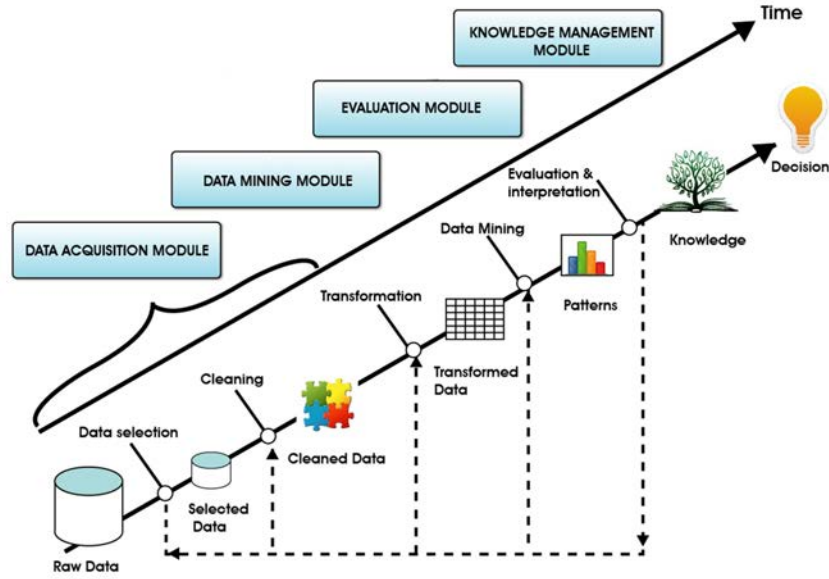 Time
KNOWLEDGE MANAGEMENT
MODULE
EVALUATION MODULE
DATA MINING MODULE
DATA ACQUISITION MODULE
Decision
Evaluation &
interpretation
Knowledge
Data Mining
Patterns
Transformation
Transformed
Data
Cleaning
Cleaned Data
Data selection
Selected
Data
Raw Data